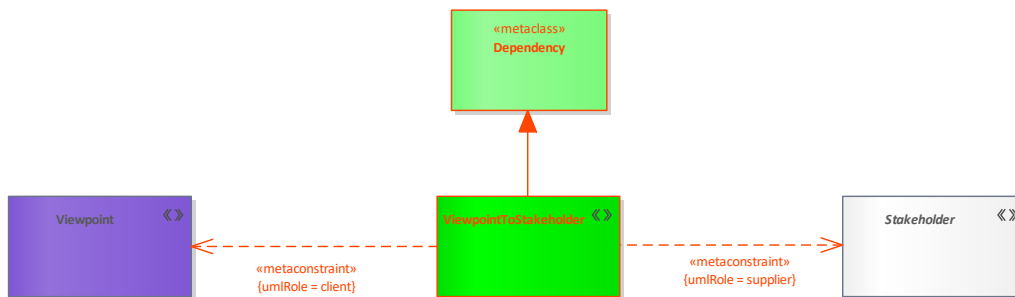 «metaclass»
Dependency
Viewpoint
«»
ViewpointToStakeholder
«»
Stakeholder
«»
«metaconstraint»
{umlRole = client}
«metaconstraint»
{umlRole = supplier}